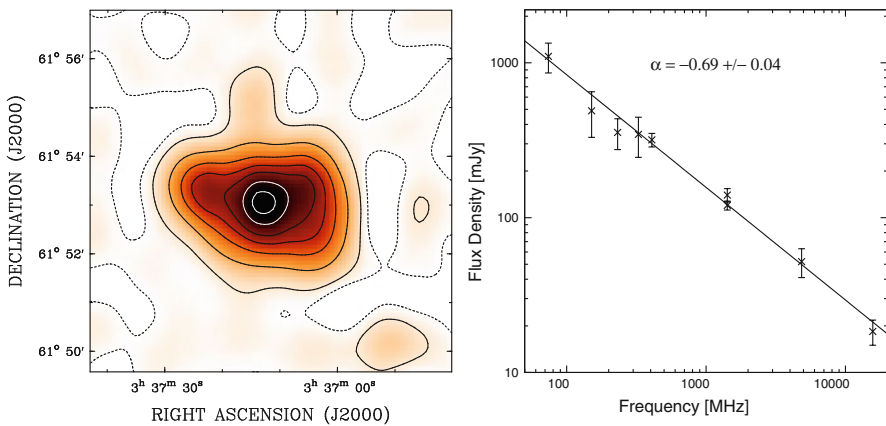 DECLINATION (J2000)
61° 56′
61° 54′
61° 52′
61° 50′
3ʰ 37ᵐ 30ˢ
3ʰ 37ᵐ 00ˢ
RIGHT ASCENSION (J2000)
Flux Density [mJy]
1000
100
10
α = −0.69 +/− 0.04
100
1000
10000
Frequency [MHz]